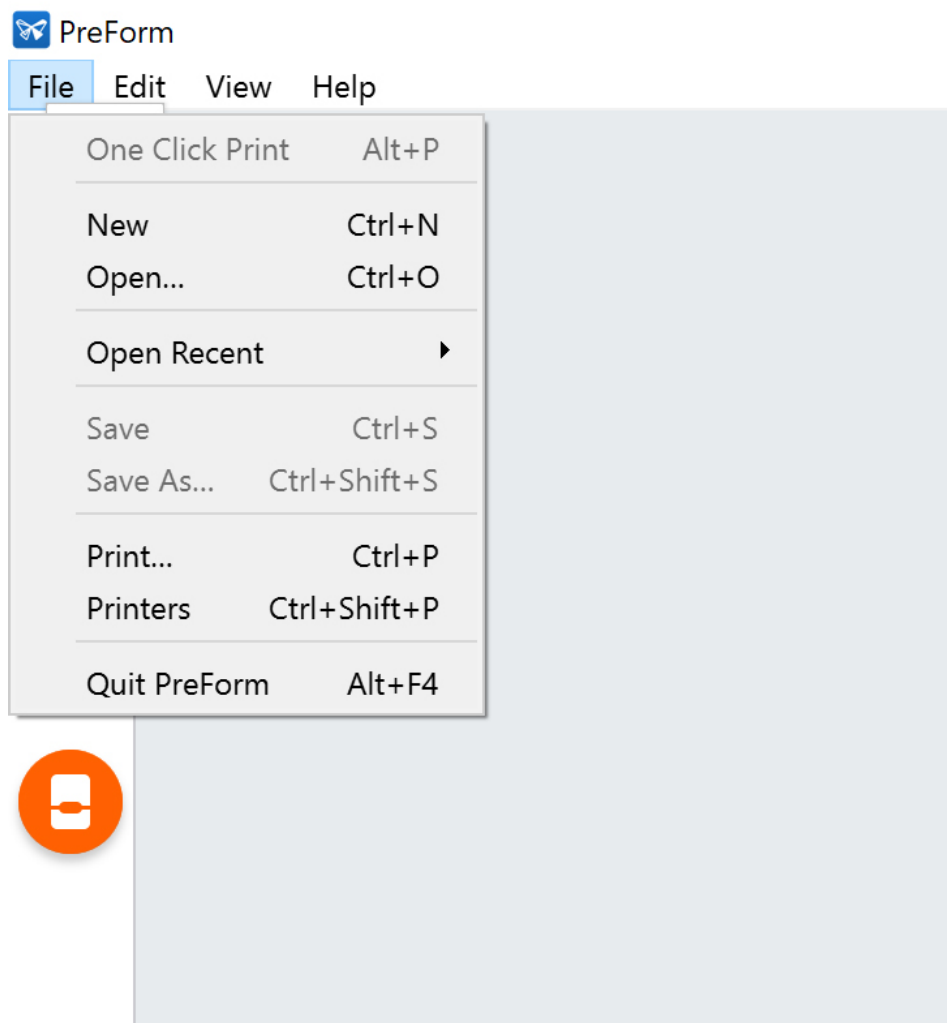 PreForm
File Edit View Help
One Click Print Alt+P
New Ctrl+N
Open... Ctrl+O
Open Recent
Save Ctrl+S
Save As... Ctrl+Shift+S
Print... Ctrl+P
Printers Ctrl+Shift+P
Quit PreForm Alt+F4